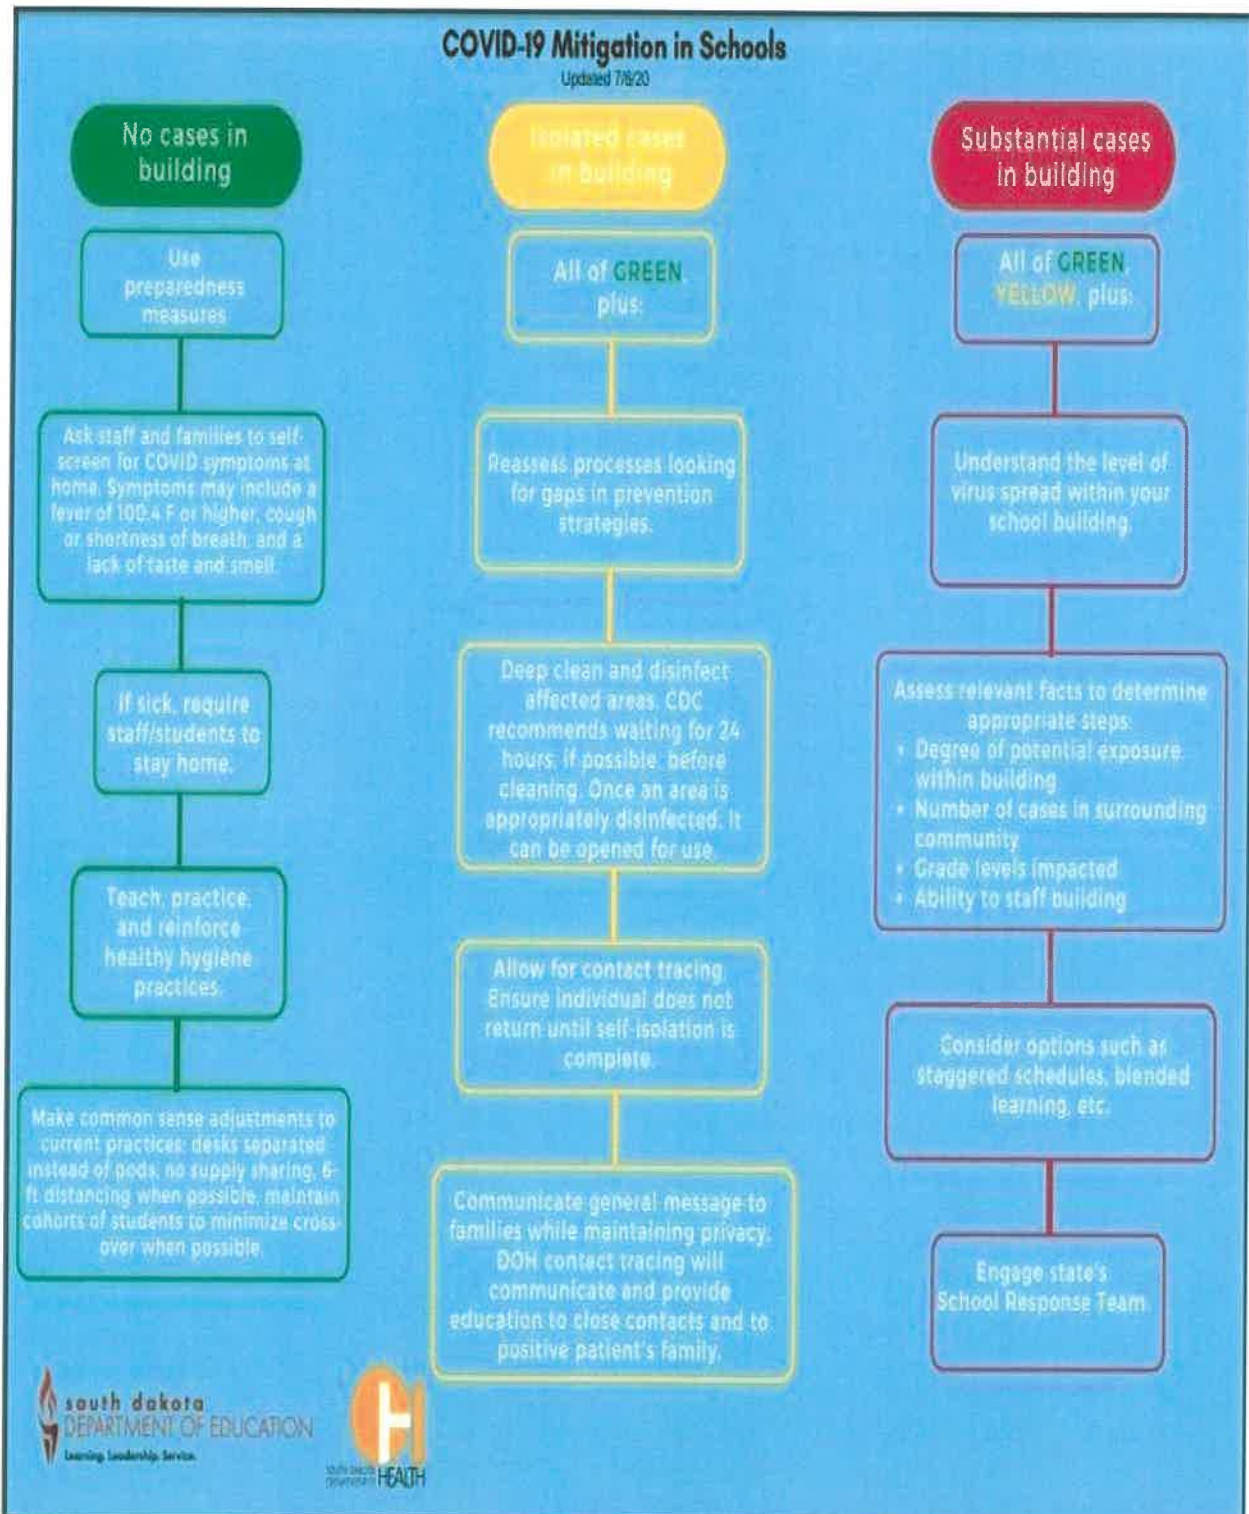 COVID-19 Mitigation in Schools
Updated 7/6/20
No cases in
building
Use
preparedness
measures
Ask staff and families to self-
screen for COVID symptoms at
home. Symptoms may include a
fever of 100.4 F or higher, cough
or shortness of breath, and a
lack of taste and smell.
If sick, require
staff/students to
stay home.
Teach, practice,
and reinforce
healthy hygiene
practices.
Make common sense adjustments to
current practices: desks separated
instead of pods, no supply sharing, 6-
ft distancing when possible, maintain
cohorts of students to minimize cross-
over when possible.
Isolated cases
in building
All of GREEN,
plus:
Reassess processes looking
for gaps in prevention
strategies.
Deep clean and disinfect
affected areas. CDC
recommends waiting for 24
hours, if possible, before
cleaning. Once an area is
appropriately disinfected, it
can be opened for use.
Allow for contact tracing.
Ensure individual does not
return until self-isolation is
complete.
Communicate general message to
families while maintaining privacy.
DOH contact tracing will
communicate and provide
education to close contacts and to
positive patient's family.
Substantial cases
in building
All of GREEN,
YELLOW, plus:
Understand the level of
virus spread within your
school building.
Assess relevant facts to determine
appropriate steps:
• Degree of potential exposure
within building
• Number of cases in surrounding
community
• Grade levels impacted
• Ability to staff building
Consider options such as
staggered schedules, blended
learning, etc.
Engage state's
School Response Team.
south dakota
DEPARTMENT OF EDUCATION
Learning. Leadership. Service.
SOUTH DAKOTA
DEPARTMENT OF HEALTH